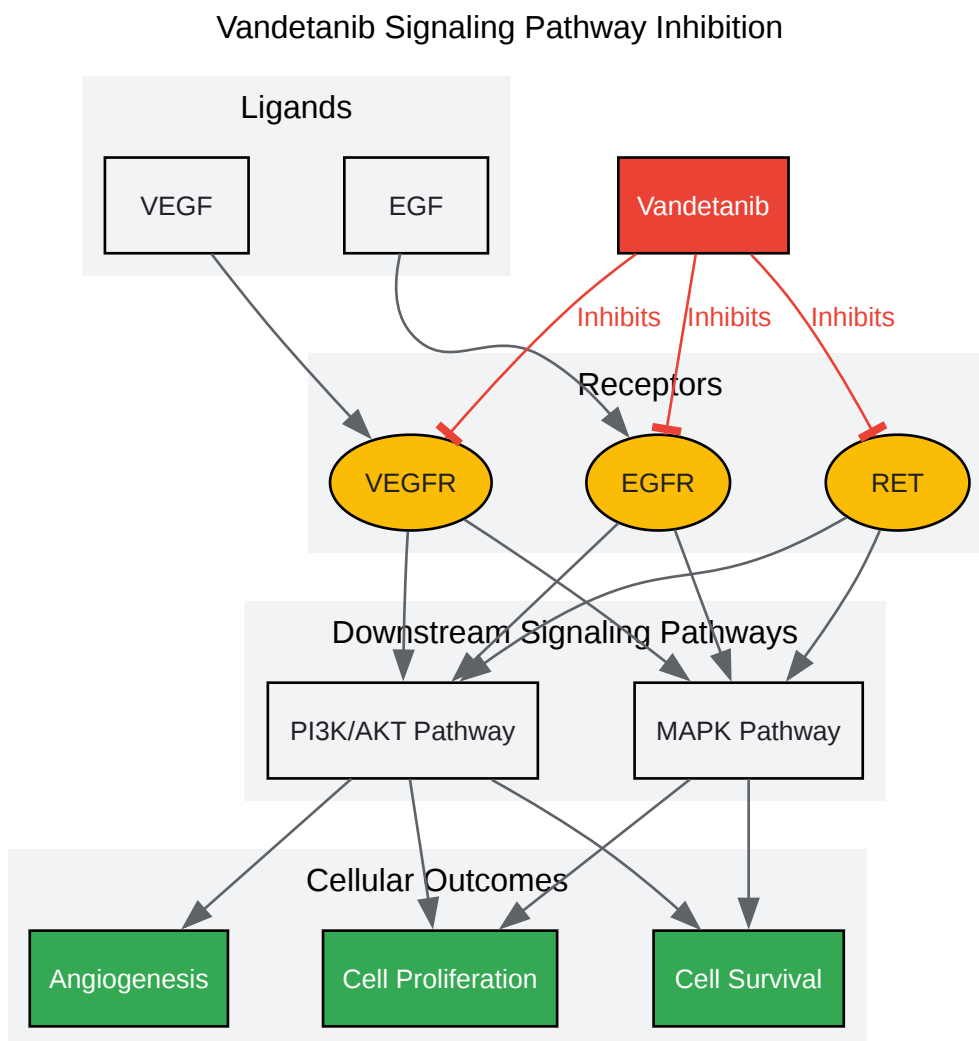 Vandetanib Signaling Pathway Inhibition
Ligands
VEGF
EGF
Vandetanib
Inhibits
Inhibits
Inhibits
Receptors
VEGFR
EGFR
RET
Downstream Signaling Pathways
PI3K/AKT Pathway
MAPK Pathway
Cellular Outcomes
Angiogenesis
Cell Proliferation
Cell Survival